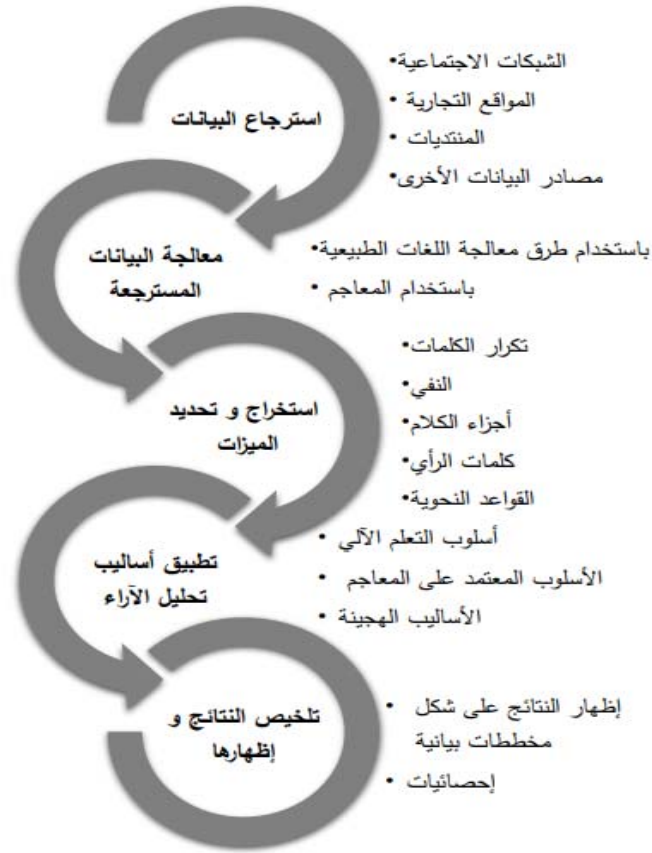 استرجاع البيانات
•الشبكات الاجتماعية
• المواقع التجارية
• المنتديات
•مصادر البيانات الأخرى
معالجة البيانات
المسترجعة
•باستخدام طرق معالجة اللغات الطبيعية
• باستخدام المعاجم
استخراج و تحديد
الميزات
•تكرار الكلمات
•النفي
•أجزاء الكلام
•كلمات الرأي
•القواعد النحوية
تطبيق أساليب
تحليل الآراء
• أسلوب التعلم الآلي
• الأسلوب المعتمد على المعاجم
• الأساليب الهجينة
تلخيص النتائج و
إظهارها
• إظهار النتائج على شكل
مخططات بيانية
• إحصائيات